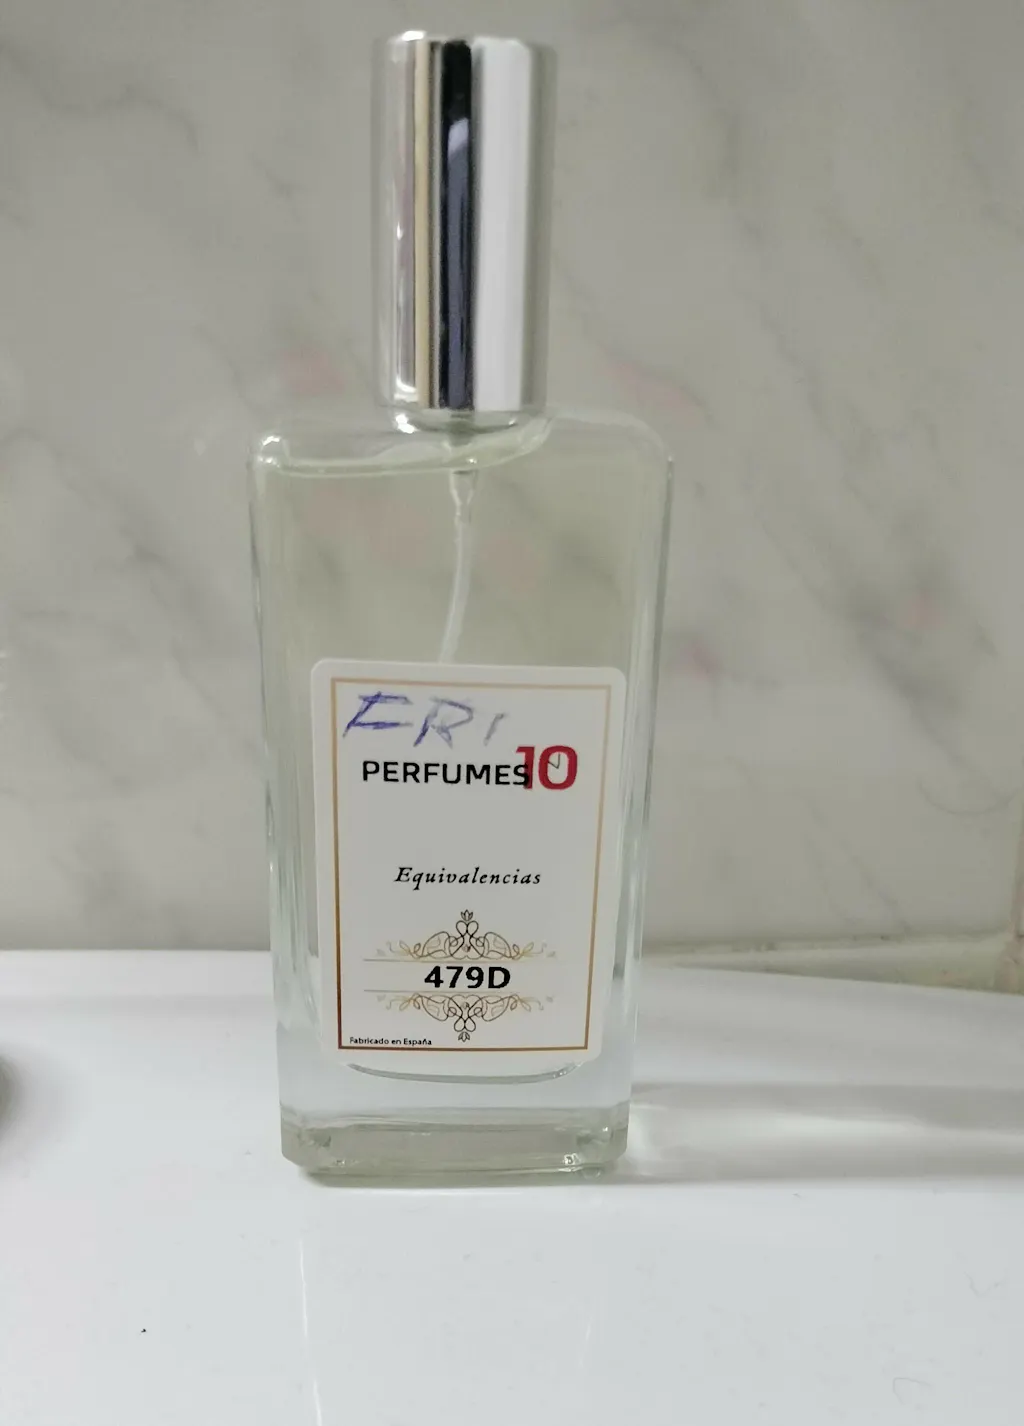 FRI
PERFUMES10
Equivalencias
479D
Fabricado en España